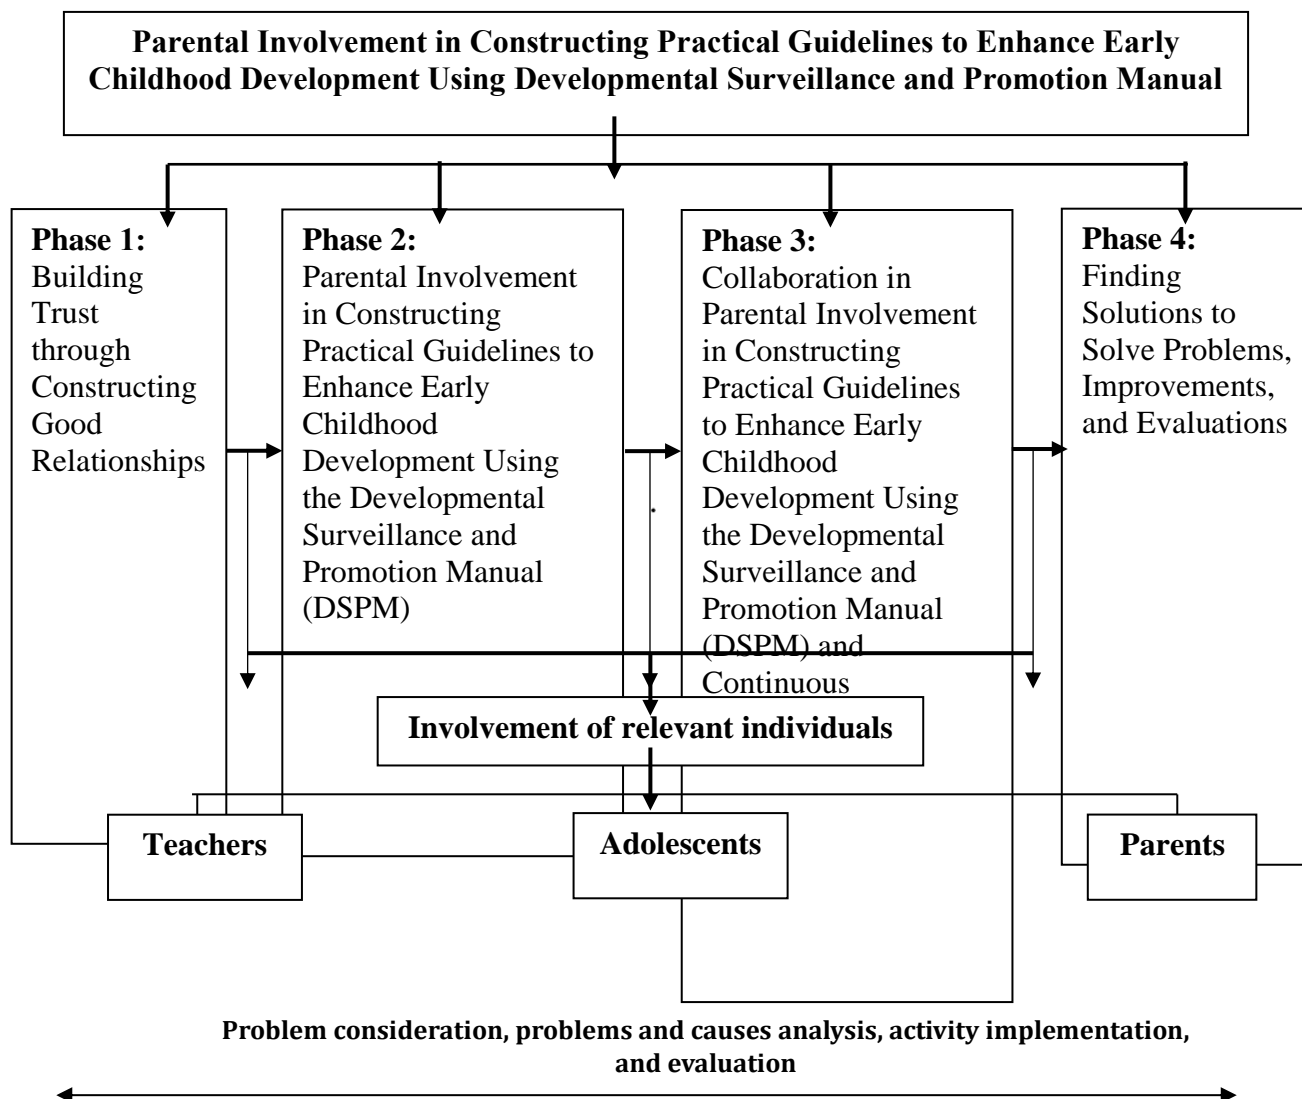 Parental Involvement in Constructing Practical Guidelines to Enhance Early
Childhood Development Using Developmental Surveillance and Promotion Manual
Phase 1:
Building
Trust
through
Constructing
Good
Relationships
Phase 2:
Parental Involvement
in Constructing
Practical Guidelines to
Enhance Early
Childhood
Development Using
the Developmental
Surveillance and
Promotion Manual
(DSPM)
Phase 3:
Collaboration in
Parental Involvement
in Constructing
Practical Guidelines
to Enhance Early
Childhood
Development Using
the Developmental
Surveillance and
Promotion Manual
(DSPM) and
Continuous
Phase 4:
Finding
Solutions to
Solve Problems,
Improvements,
and Evaluations
Involvement of relevant individuals
Teachers
Adolescents
Parents
Problem consideration, problems and causes analysis, activity implementation,
and evaluation